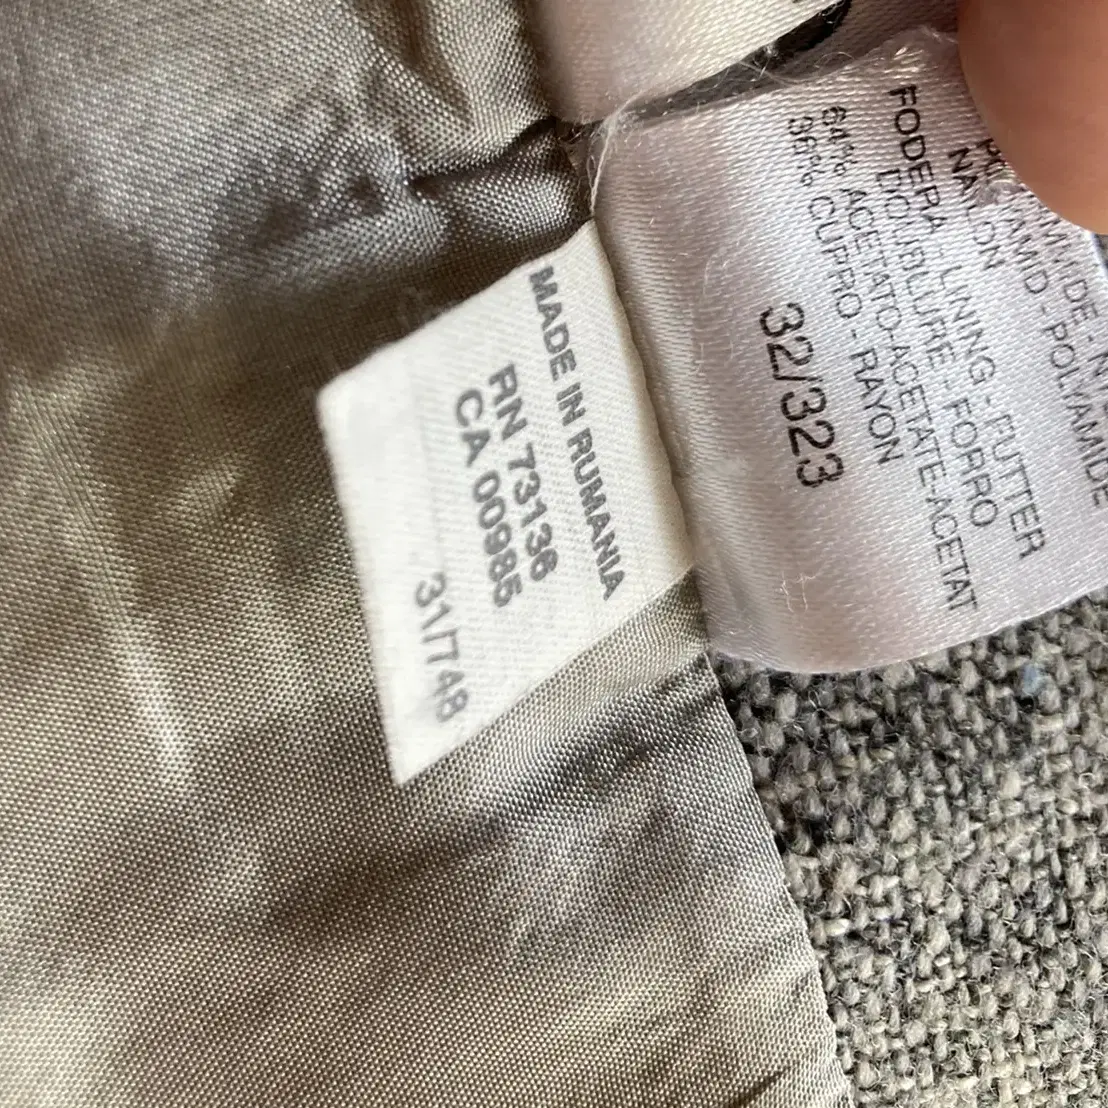 MADE IN RUMANIA
RN 73136
CA 00985
31/748
NAYLON
FODERA - LINING - FUTTER
DOUBLURE - FORRO
64% ACETATO-ACETATE-ACETAT
36% CUPRO - RAYON
32/323